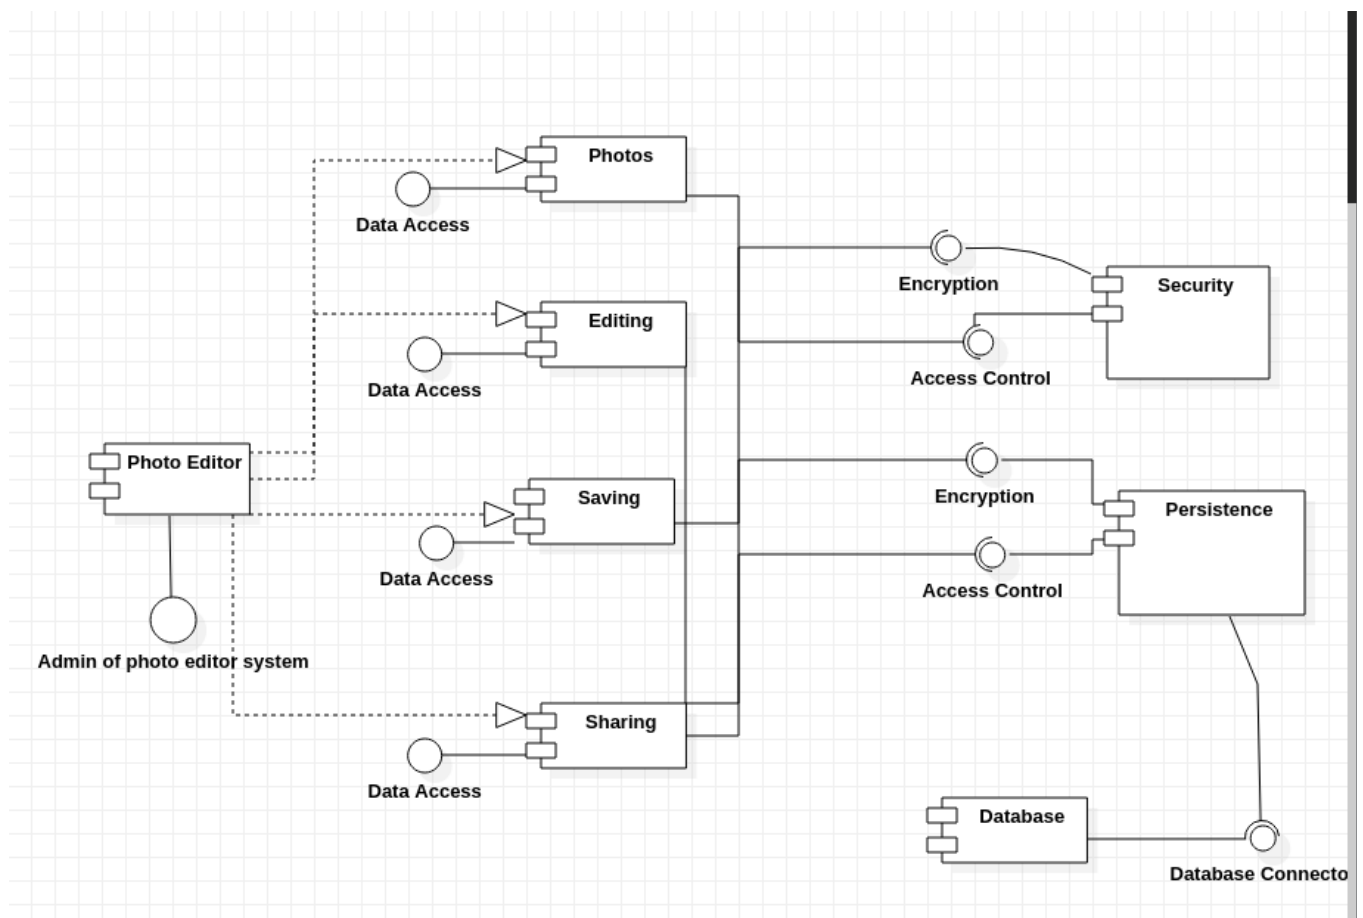 Photos
Data Access
Encryption
Security
Editing
Access Control
Data Access
Photo Editor
Saving
Encryption
Persistence
Data Access
Access Control
Admin of photo editor system
Sharing
Data Access
Database
Database Connecto